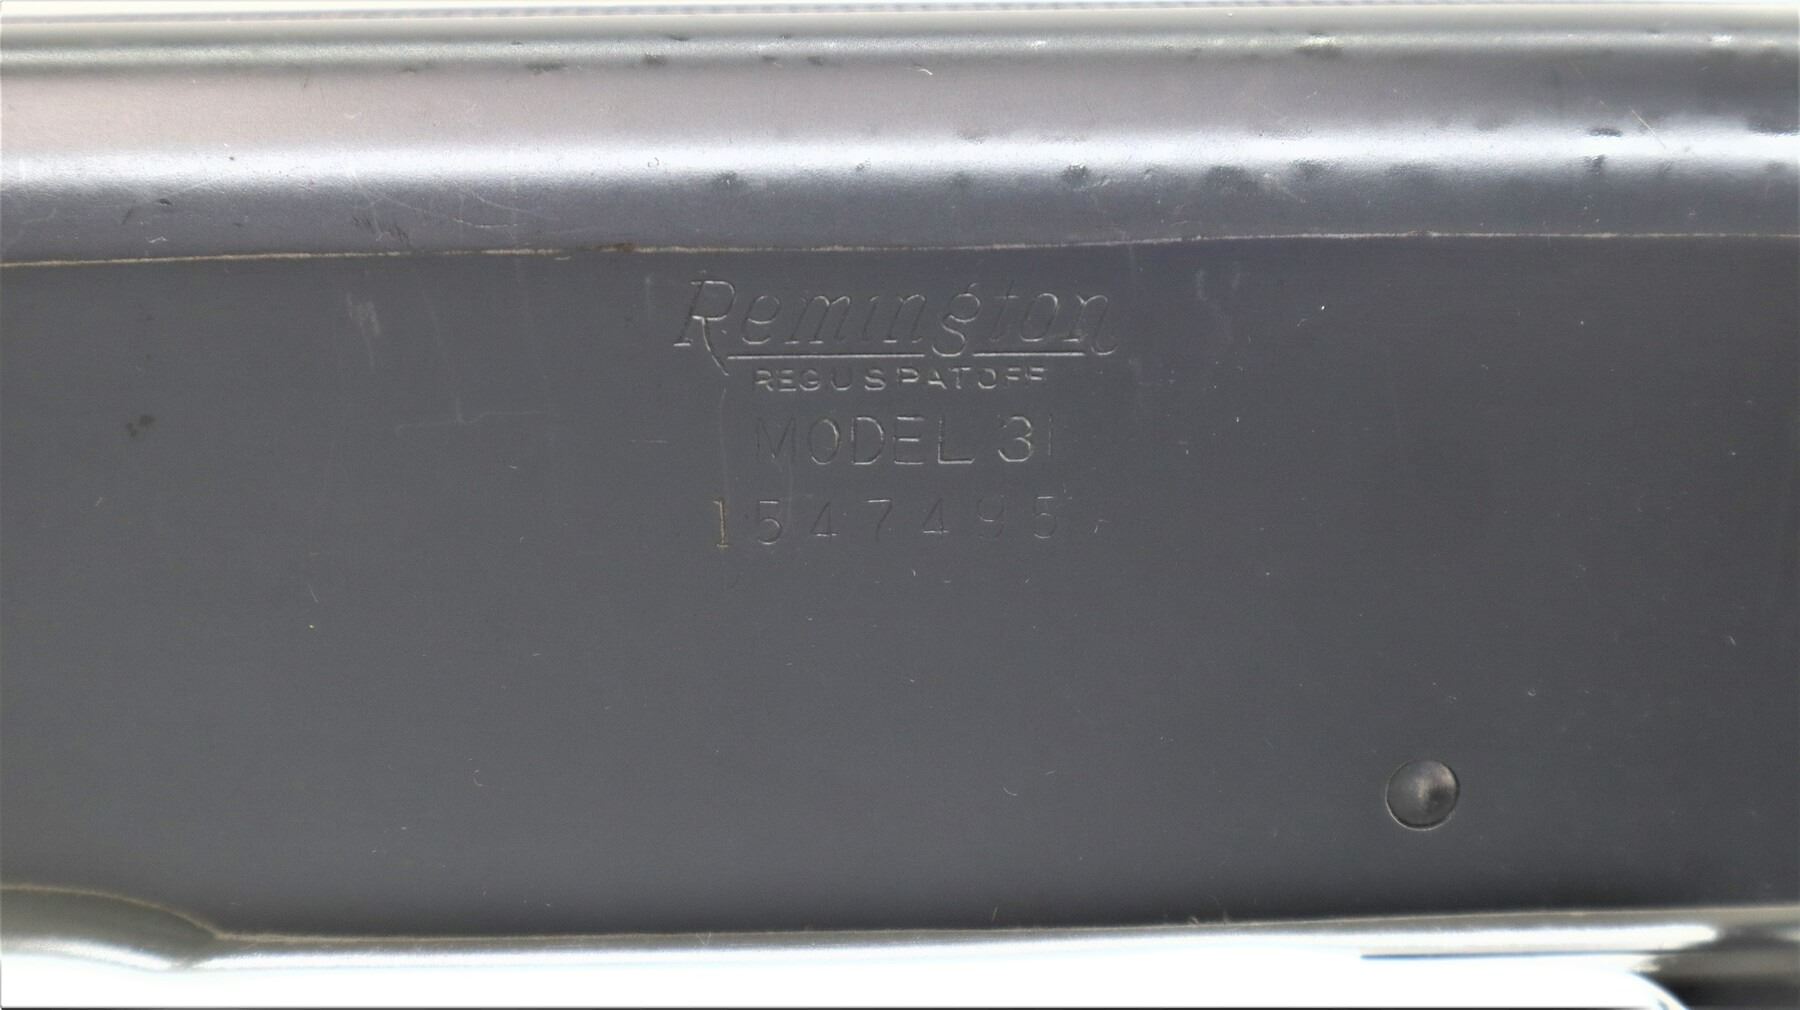 Remington
REG U S PAT OFF
MODEL 31
1547495